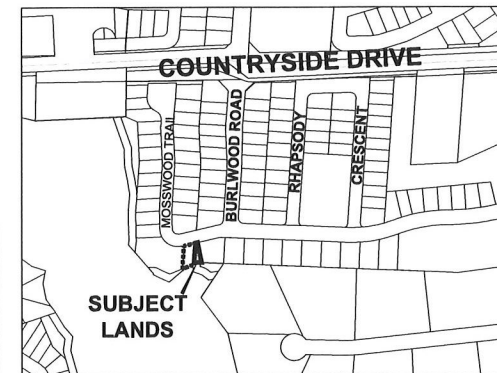 COUNTRYSIDE DRIVE
MOSSWOOD TRAIL
BURLWOOD ROAD
RHAPSODY
CRESCENT
SUBJECT
LANDS